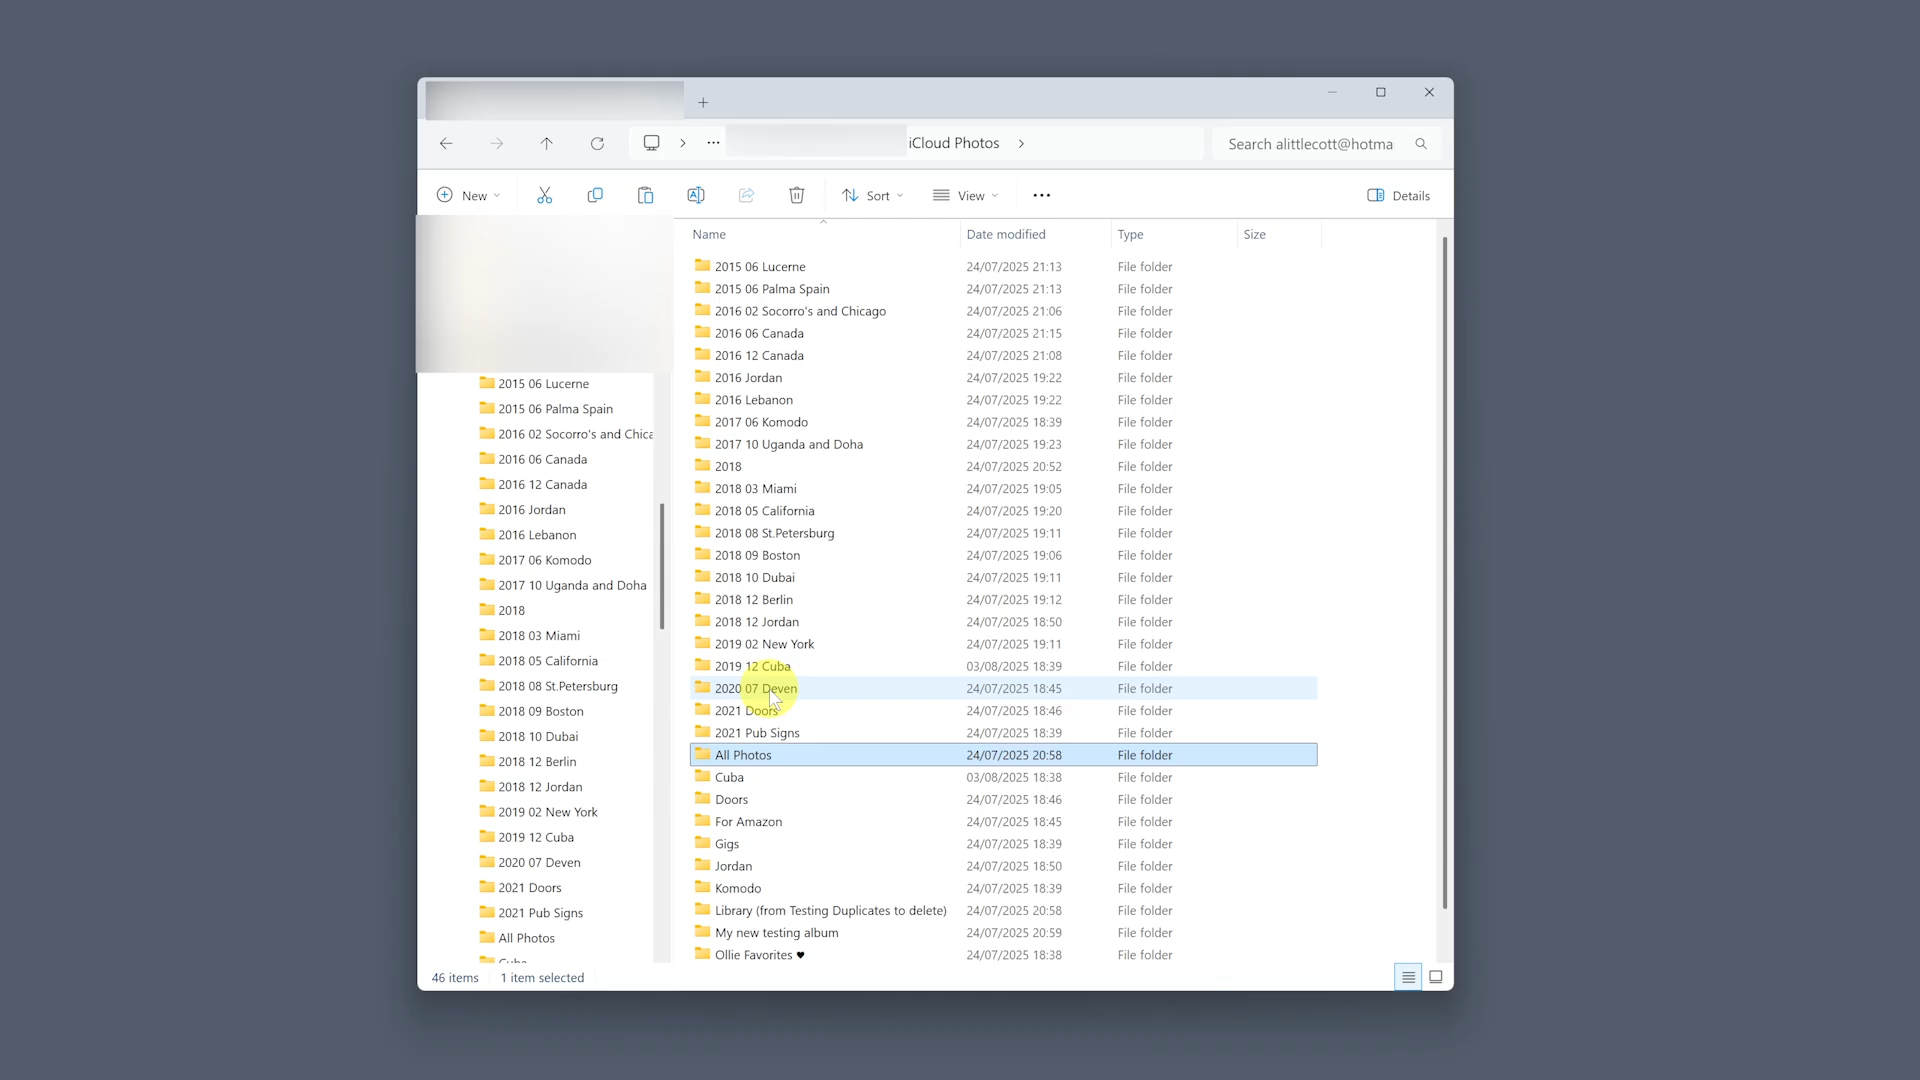 iCloud Photos
Search alittlecott@hotma
New
Sort
View
Details
Name Date modified Type Size
2015 06 Lucerne 24/07/2025 21:13 File folder
2015 06 Palma Spain 24/07/2025 21:13 File folder
2016 02 Socorro's and Chicago 24/07/2025 21:06 File folder
2016 06 Canada 24/07/2025 21:15 File folder
2016 12 Canada 24/07/2025 21:08 File folder
2016 Jordan 24/07/2025 19:22 File folder
2016 Lebanon 24/07/2025 19:22 File folder
2017 06 Komodo 24/07/2025 18:39 File folder
2017 10 Uganda and Doha 24/07/2025 19:23 File folder
2018 24/07/2025 20:52 File folder
2018 03 Miami 24/07/2025 19:05 File folder
2018 05 California 24/07/2025 19:20 File folder
2018 08 St.Petersburg 24/07/2025 19:11 File folder
2018 09 Boston 24/07/2025 19:06 File folder
2018 10 Dubai 24/07/2025 19:11 File folder
2018 12 Berlin 24/07/2025 19:12 File folder
2018 12 Jordan 24/07/2025 18:50 File folder
2019 02 New York 24/07/2025 19:11 File folder
2019 12 Cuba 03/08/2025 18:39 File folder
2020 07 Deven 24/07/2025 18:45 File folder
2021 Doors 24/07/2025 18:46 File folder
2021 Pub Signs 24/07/2025 18:39 File folder
All Photos 24/07/2025 20:58 File folder
Cuba 03/08/2025 18:38 File folder
Doors 24/07/2025 18:46 File folder
For Amazon 24/07/2025 18:45 File folder
Gigs 24/07/2025 18:39 File folder
Jordan 24/07/2025 18:50 File folder
Komodo 24/07/2025 18:39 File folder
Library (from Testing Duplicates to delete) 24/07/2025 20:58 File folder
My new testing album 24/07/2025 20:59 File folder
Ollie Favorites ♥ 24/07/2025 18:38 File folder
2015 06 Lucerne
2015 06 Palma Spain
2016 02 Socorro's and Chica
2016 06 Canada
2016 12 Canada
2016 Jordan
2016 Lebanon
2017 06 Komodo
2017 10 Uganda and Doha
2018
2018 03 Miami
2018 05 California
2018 08 St.Petersburg
2018 09 Boston
2018 10 Dubai
2018 12 Berlin
2018 12 Jordan
2019 02 New York
2019 12 Cuba
2020 07 Deven
2021 Doors
2021 Pub Signs
All Photos
Cuba
46 items 1 item selected